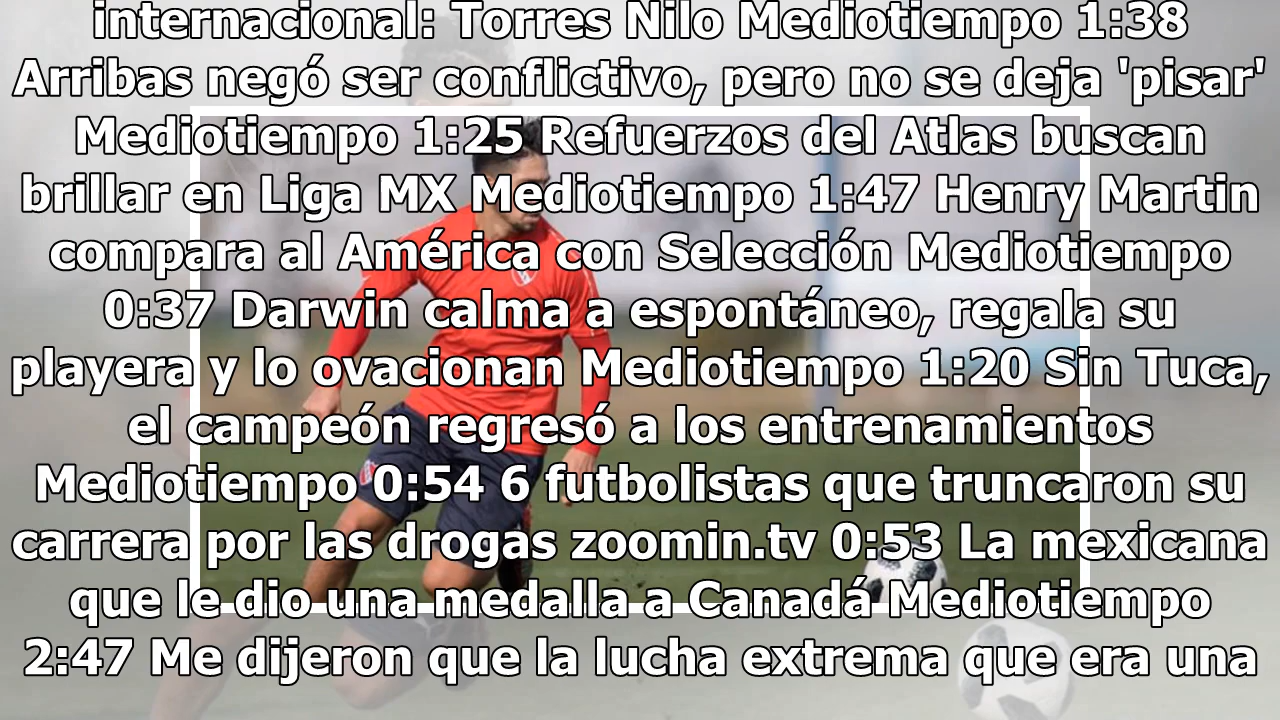 internacional: Torres Nilo Mediotiempo 1:38
Arribas negó ser conflictivo, pero no se deja 'pisar'
Mediotiempo 1:25 Refuerzos del Atlas buscan
brillar en Liga MX Mediotiempo 1:47 Henry Martin
compara al América con Selección Mediotiempo
0:37 Darwin calma a espontáneo, regala su
playera y lo ovacionan Mediotiempo 1:20 Sin Tuca,
el campeón regresó a los entrenamientos
Mediotiempo 0:54 6 futbolistas que truncaron su
carrera por las drogas zoomin.tv 0:53 La mexicana
que le dio una medalla a Canadá Mediotiempo
2:47 Me dijeron que la lucha extrema que era una